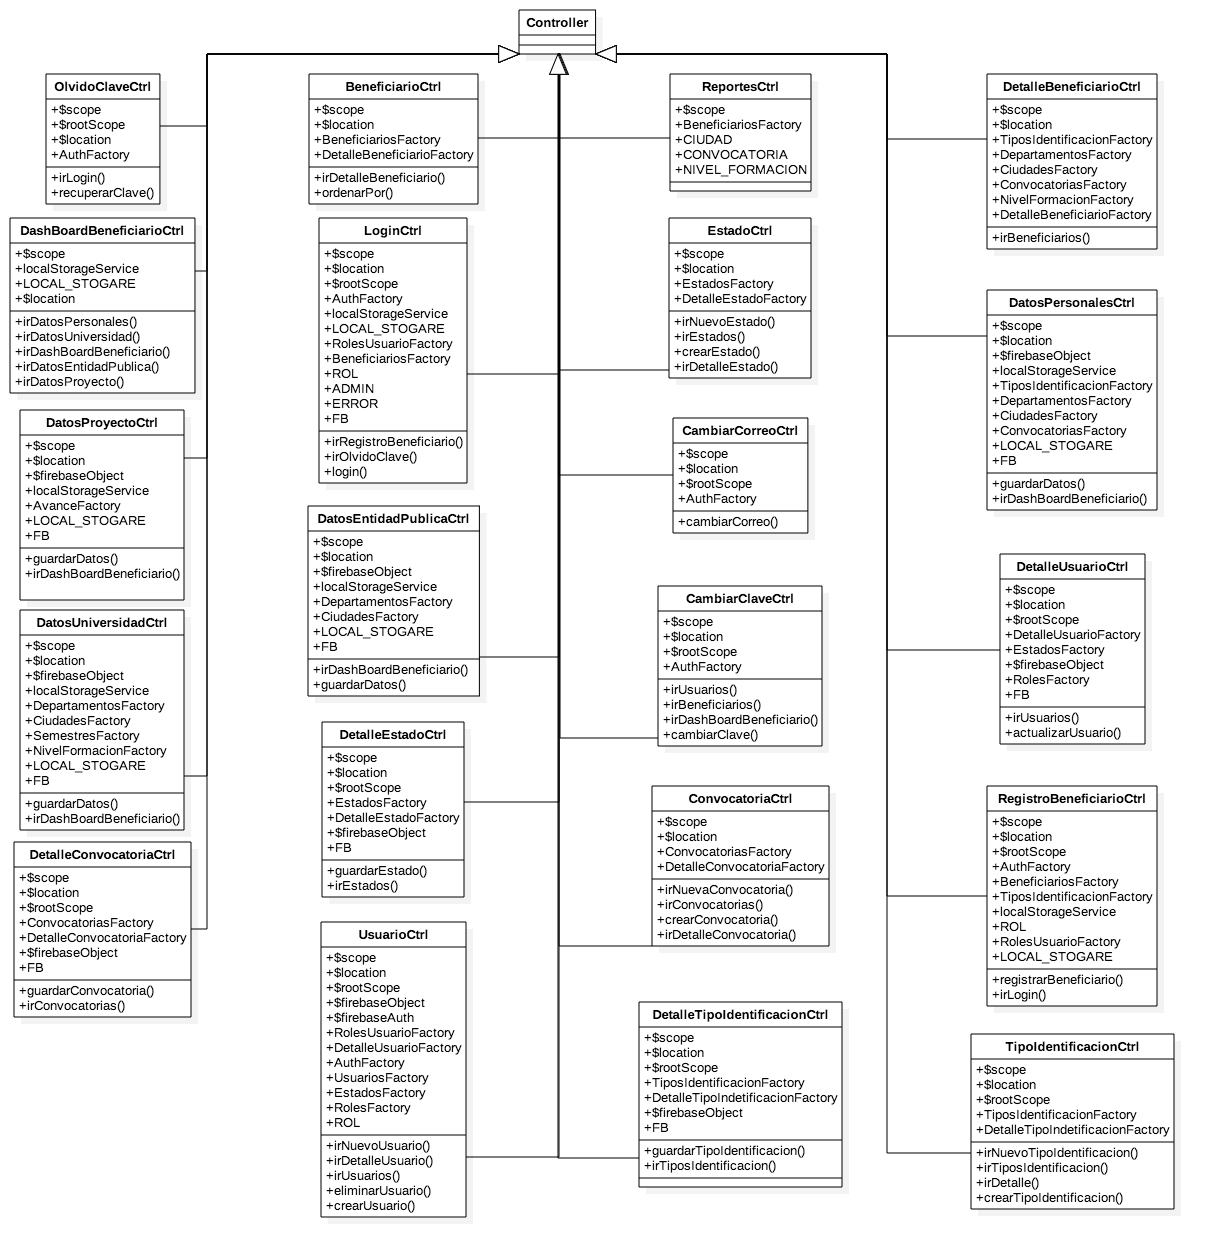 Controller
OlvidoClaveCtrl
+$scope
+$rootScope
+$location
+AuthFactory
+irLogin()
+recuperarClave()
DashBoardBeneficiarioCtrl
+$scope
+localStorageService
+LOCAL_STOGARE
+$location
+irDatosPersonales()
+irDatosUniversidad()
+irDashBoardBeneficiario()
+irDatosEntidadPublica()
+irDatosProyecto()
DatosProyectoCtrl
+$scope
+$location
+$firebaseObject
+localStorageService
+AvanceFactory
+LOCAL_STOGARE
+FB
+guardarDatos()
+irDashBoardBeneficiario()
DatosUniversidadCtrl
+$scope
+$location
+$firebaseObject
+localStorageService
+DepartamentosFactory
+CiudadesFactory
+SemestresFactory
+NivelFormacionFactory
+LOCAL_STOGARE
+FB
+guardarDatos()
+irDashBoardBeneficiario()
DetalleConvocatoriaCtrl
+$scope
+$location
+$rootScope
+ConvocatoriasFactory
+DetalleConvocatoriaFactory
+$firebaseObject
+FB
+guardarConvocatoria()
+irConvocatorias()
BeneficiarioCtrl
+$scope
+$location
+BeneficiariosFactory
+DetalleBeneficiarioFactory
+irDetalleBeneficiario()
+ordenarPor()
LoginCtrl
+$scope
+$location
+$rootScope
+AuthFactory
+localStorageService
+LOCAL_STOGARE
+RolesUsuarioFactory
+BeneficiariosFactory
+ROL
+ADMIN
+ERROR
+FB
+irRegistroBeneficiario()
+irOlvidoClave()
+login()
DatosEntidadPublicaCtrl
+$scope
+$location
+$firebaseObject
+localStorageService
+DepartamentosFactory
+CiudadesFactory
+LOCAL_STOGARE
+FB
+irDashBoardBeneficiario()
+guardarDatos()
DetalleEstadoCtrl
+$scope
+$location
+$rootScope
+EstadosFactory
+DetalleEstadoFactory
+$firebaseObject
+FB
+guardarEstado()
+irEstados()
UsuarioCtrl
+$scope
+$location
+$rootScope
+$firebaseObject
+$firebaseAuth
+RolesUsuarioFactory
+DetalleUsuarioFactory
+AuthFactory
+UsuariosFactory
+EstadosFactory
+RolesFactory
+ROL
+irNuevoUsuario()
+irDetalleUsuario()
+irUsuarios()
+eliminarUsuario()
+crearUsuario()
ReportesCtrl
+$scope
+BeneficiariosFactory
+CIUDAD
+CONVOCATORIA
+NIVEL_FORMACION
EstadoCtrl
+$scope
+$location
+EstadosFactory
+DetalleEstadoFactory
+irNuevoEstado()
+irEstados()
+crearEstado()
+irDetalleEstado()
CambiarCorreoCtrl
+$scope
+$location
+$rootScope
+AuthFactory
+cambiarCorreo()
CambiarClaveCtrl
+$scope
+$location
+$rootScope
+AuthFactory
+irUsuarios()
+irBeneficiarios()
+irDashBoardBeneficiario()
+cambiarClave()
ConvocatoriaCtrl
+$scope
+$location
+ConvocatoriasFactory
+DetalleConvocatoriaFactory
+irNuevaConvocatoria()
+irConvocatorias()
+crearConvocatoria()
+irDetalleConvocatoria()
DetalleTipoIdentificacionCtrl
+$scope
+$location
+$rootScope
+TiposIdentificacionFactory
+DetalleTipoIndetificacionFactory
+$firebaseObject
+FB
+guardarTipoIdentificacion()
+irTiposIdentificacion()
DetalleBeneficiarioCtrl
+$scope
+$location
+TiposIdentificacionFactory
+DepartamentosFactory
+CiudadesFactory
+ConvocatoriasFactory
+NivelFormacionFactory
+DetalleBeneficiarioFactory
+irBeneficiarios()
DatosPersonalesCtrl
+$scope
+$location
+$firebaseObject
+localStorageService
+TiposIdentificacionFactory
+DepartamentosFactory
+CiudadesFactory
+ConvocatoriasFactory
+LOCAL_STOGARE
+FB
+guardarDatos()
+irDashBoardBeneficiario()
DetalleUsuarioCtrl
+$scope
+$location
+$rootScope
+DetalleUsuarioFactory
+EstadosFactory
+$firebaseObject
+RolesFactory
+FB
+irUsuarios()
+actualizarUsuario()
RegistroBeneficiarioCtrl
+$scope
+$location
+$rootScope
+AuthFactory
+BeneficiariosFactory
+TiposIdentificacionFactory
+localStorageService
+ROL
+RolesUsuarioFactory
+LOCAL_STOGARE
+registrarBeneficiario()
+irLogin()
TipoIdentificacionCtrl
+$scope
+$location
+$rootScope
+TiposIdentificacionFactory
+DetalleTipoIndetificacionFactory
+irNuevoTipoIdentificacion()
+irTiposIdentificacion()
+irDetalle()
+crearTipoIdentificacion()